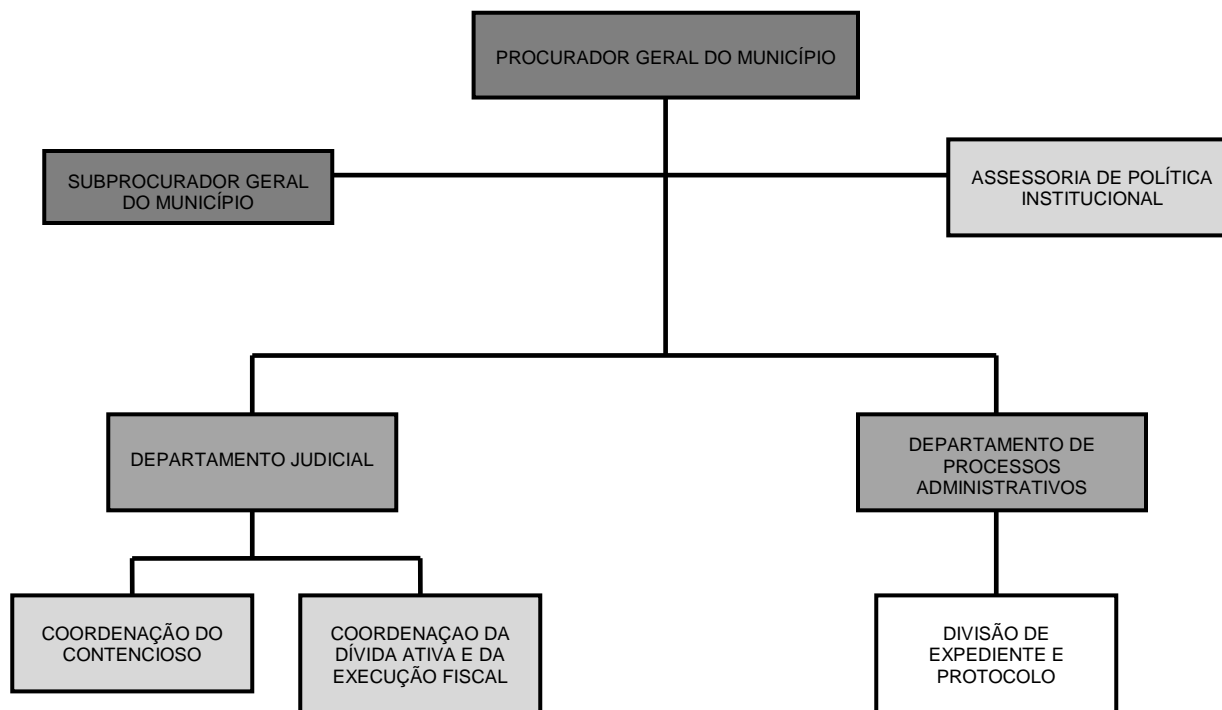 PROCURADOR GERAL DO MUNICÍPIO
SUBPROCURADOR GERAL
DO MUNICÍPIO
ASSESSORIA DE POLÍTICA
INSTITUCIONAL
DEPARTAMENTO JUDICIAL
DEPARTAMENTO DE
PROCESSOS
ADMINISTRATIVOS
COORDENAÇÃO DO
CONTENCIOSO
COORDENAÇAO DA
DÍVIDA ATIVA E DA
EXECUÇÃO FISCAL
DIVISÃO DE
EXPEDIENTE E
PROTOCOLO